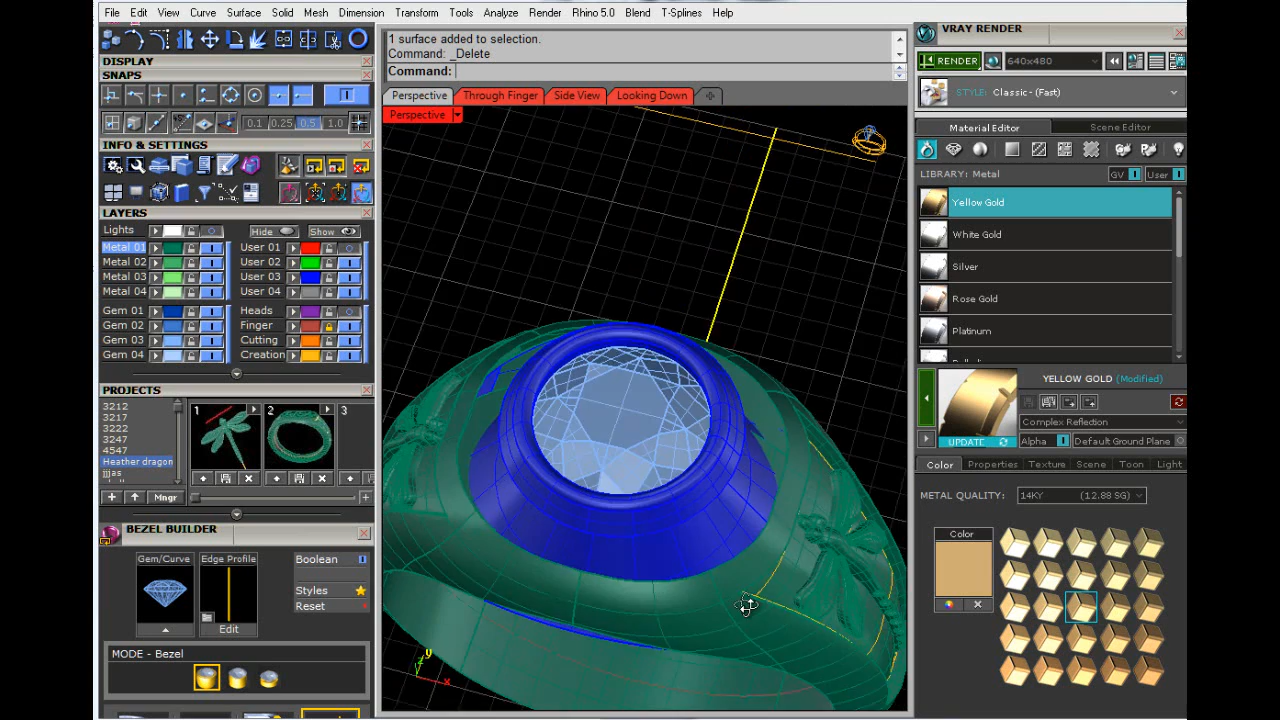 File Edit View Curve Surface Solid Mesh Dimension Transform Tools Analyze Render Rhino 5.0 Blend T-Splines Help
DISPLAY
SNAPS
0.1 0.25 0.5 1.0
INFO & SETTINGS
LAYERS
Lights Hide Show
Metal 01 User 01
Metal 02 User 02
Metal 03 User 03
Metal 04 User 04
Gem 01 Heads
Gem 02 Finger
Gem 03 Cutting
Gem 04 Creation
PROJECTS
3212
3217
3222
3247
4547
Heather dragon
jjjas
1 2 3
Mngr
BEZEL BUILDER
Gem/Curve Edge Profile Boolean
Styles
Reset
Edit
MODE - Bezel
1 surface added to selection.
Command: _Delete
Command:
Perspective Through Finger Side View Looking Down
Perspective
y
x
VRAY RENDER
RENDER 640x480
STYLE: Classic - (Fast)
Material Editor Scene Editor
LIBRARY: Metal GV User
Yellow Gold
White Gold
Silver
Rose Gold
Platinum
YELLOW GOLD (Modified)
Complex Reflection
UPDATE Alpha Default Ground Plane
Color Properties Texture Scene Toon Light
METAL QUALITY: 14KY (12.88 SG)
Color